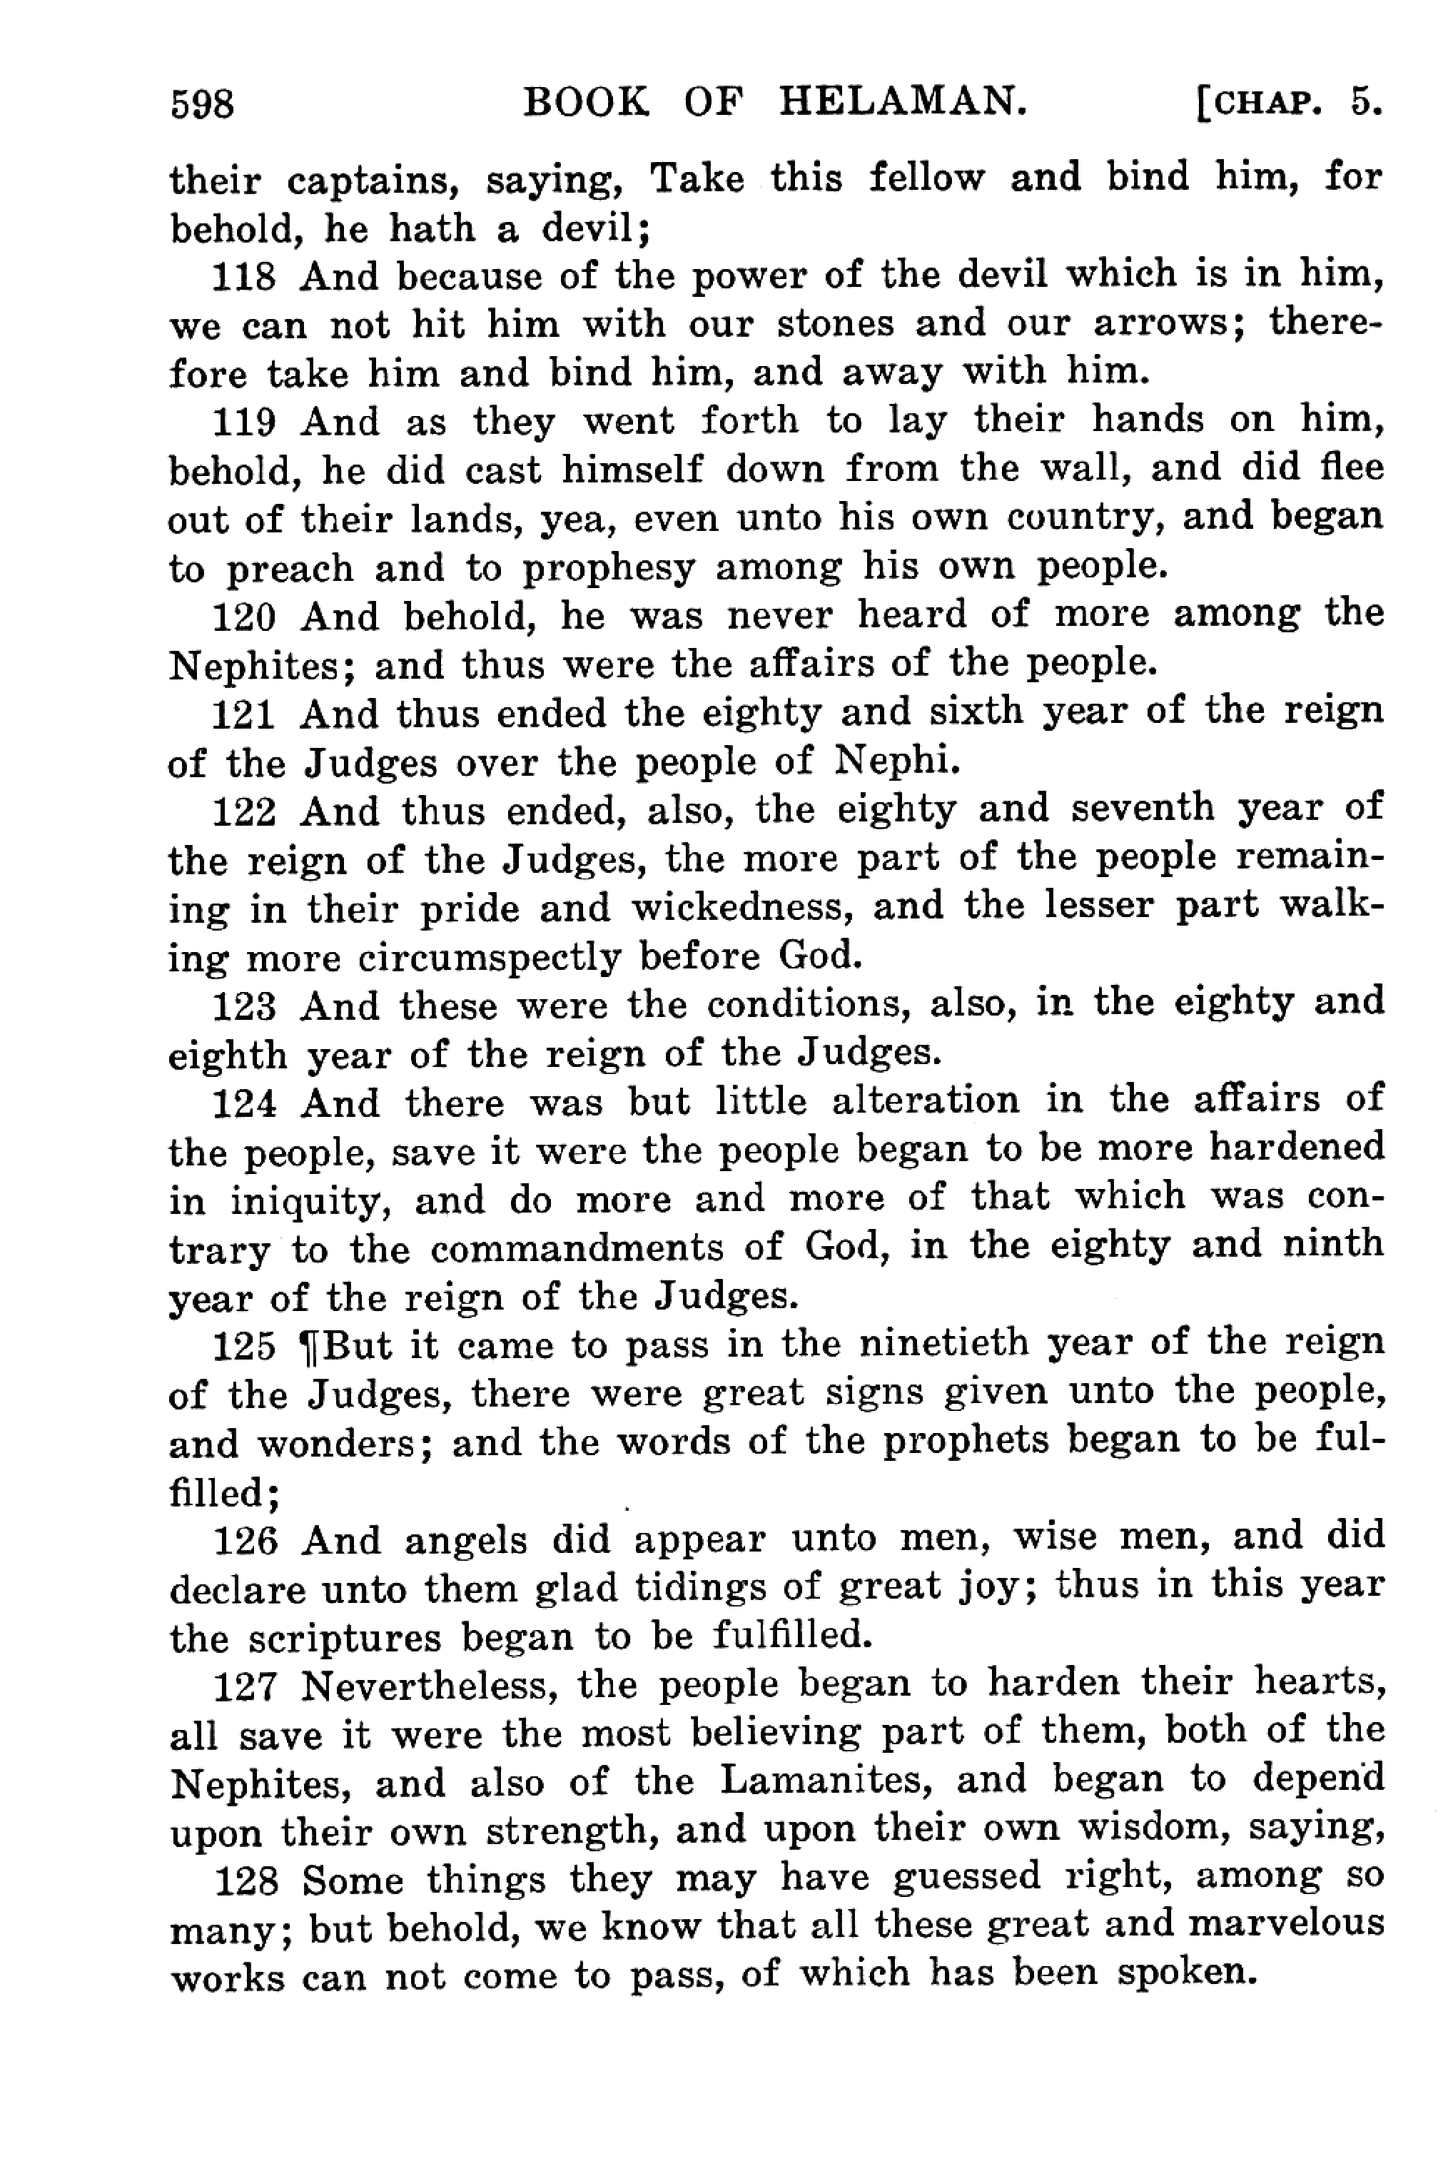 598 BOOK OF HELAMAN. [CHAP. 5.
their captains, saying, Take this fellow and bind him, for
behold, he hath a devil;
118 And because of the power of the devil which is in him,
we can not hit him with our stones and our arrows; there-
fore take him and bind him, and away with him.
119 And as they went forth to lay their hands on him,
behold, he did cast himself down from the wall, and did flee
out of their lands, yea, even unto his own country, and began
to preach and to prophesy among his own people.
120 And behold, he was never heard of more among the
Nephites; and thus were the affairs of the people.
121 And thus ended the eighty and sixth year of the reign
of the Judges over the people of Nephi.
122 And thus ended, also, the eighty and seventh year of
the reign of the Judges, the more part of the people remain-
ing in their pride and wickedness, and the lesser part walk-
ing more circumspectly before God.
123 And these were the conditions, also, in the eighty and
eighth year of the reign of the Judges.
124 And there was but little alteration in the affairs of
the people, save it were the people began to be more hardened
in iniquity, and do more and more of that which was con-
trary to the commandments of God, in the eighty and ninth
year of the reign of the Judges.
125 ¶But it came to pass in the ninetieth year of the reign
of the Judges, there were great signs given unto the people,
and wonders; and the words of the prophets began to be ful-
filled;
126 And angels did appear unto men, wise men, and did
declare unto them glad tidings of great joy; thus in this year
the scriptures began to be fulfilled.
127 Nevertheless, the people began to harden their hearts,
all save it were the most believing part of them, both of the
Nephites, and also of the Lamanites, and began to depend
upon their own strength, and upon their own wisdom, saying,
128 Some things they may have guessed right, among so
many; but behold, we know that all these great and marvelous
works can not come to pass, of which has been spoken.